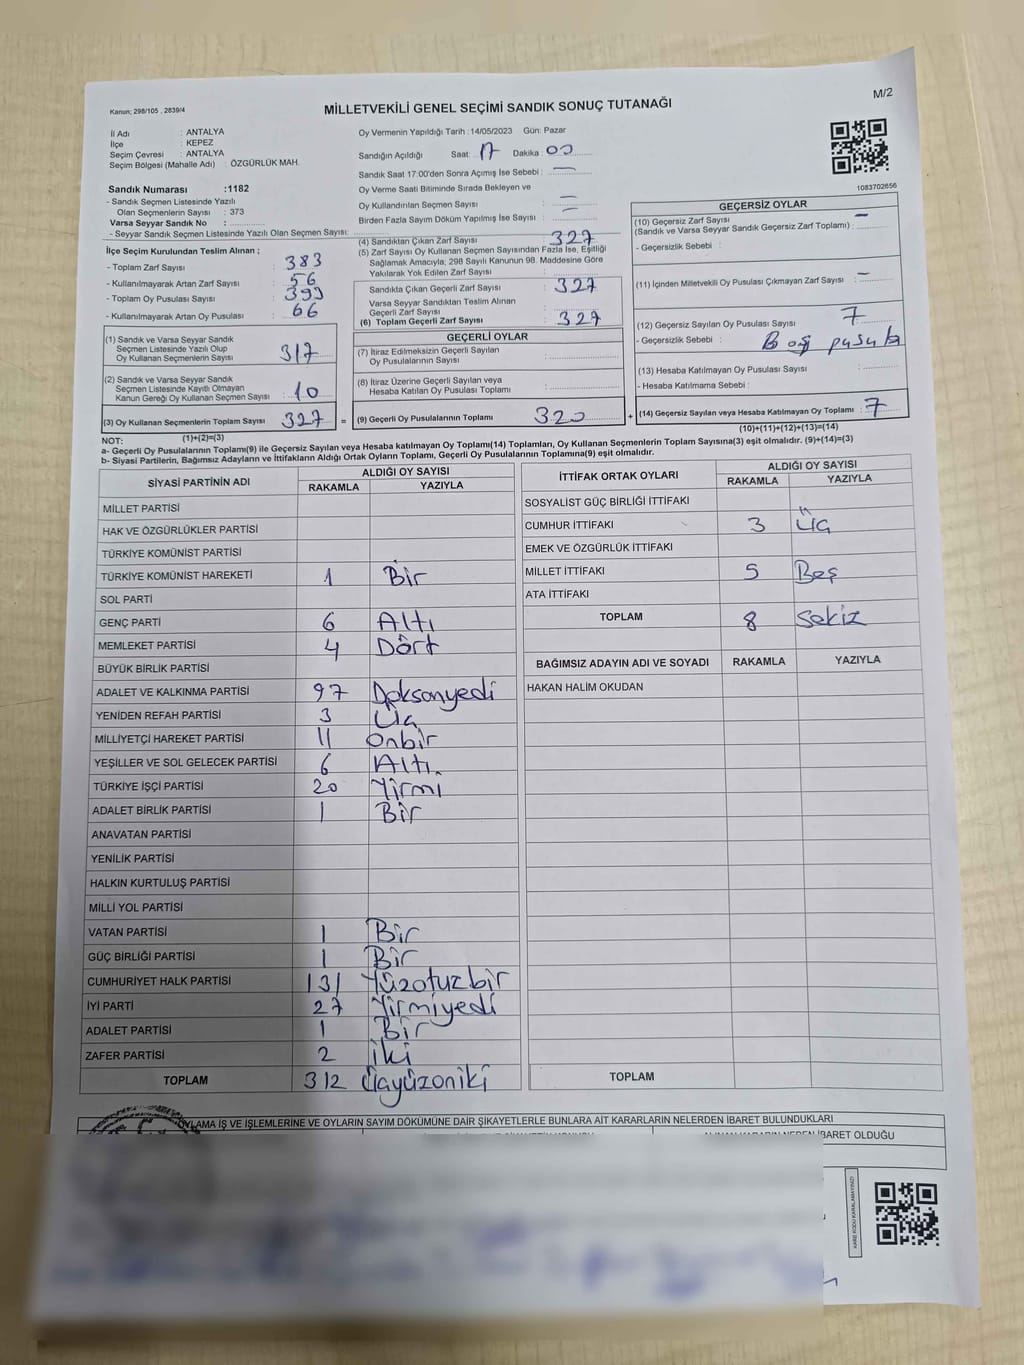 Kanun; 298/105 , 2839/4
MİLLETVEKİLİ GENEL SEÇİMİ SANDIK SONUÇ TUTANAĞI
M/2
İl Adı : ANTALYA
İlçe : KEPEZ
Seçim Çevresi : ANTALYA
Seçim Bölgesi (Mahalle Adı) : ÖZGÜRLÜK MAH.
Sandık Numarası :1182
- Sandık Seçmen Listesinde Yazılı
Olan Seçmenlerin Sayısı : 373
Varsa Seyyar Sandık No :
- Seyyar Sandık Seçmen Listesinde Yazılı Olan Seçmen Sayısı:
Oy Vermenin Yapıldığı Tarih : 14/05/2023 Gün: Pazar
Sandığın Açıldığı Saat: 17 Dakika: 00
Sandık Saat 17:00'den Sonra Açımış İse Sebebi : —
Oy Verme Saati Bitiminde Sırada Bekleyen ve
Oy Kullandırılan Seçmen Sayısı : —
Birden Fazla Sayım Döküm Yapılmış İse Sayısı : —
1083702656
İlçe Seçim Kurulundan Teslim Alınan ;
- Toplam Zarf Sayısı : 383
- Kullanılmayarak Artan Zarf Sayısı : 56
- Toplam Oy Pusulası Sayısı : 393
- Kullanılmayarak Artan Oy Pusulası : 66
(4) Sandıktan Çıkan Zarf Sayısı : 327
(5) Zarf Sayısı Oy Kullanan Seçmen Sayısından Fazla İse, Eşitliği
Sağlamak Amacıyla; 298 Sayılı Kanunun 98. Maddesine Göre
Yakılarak Yok Edilen Zarf Sayısı :
Sandıkta Çıkan Geçerli Zarf Sayısı : 327
Varsa Seyyar Sandıktan Teslim Alınan
Geçerli Zarf Sayısı :
(6) Toplam Geçerli Zarf Sayısı : 327
GEÇERSİZ OYLAR
(10) Geçersiz Zarf Sayısı
(Sandık ve Varsa Seyyar Sandık Geçersiz Zarf Toplamı) : —
- Geçersizlik Sebebi :
(11) İçinden Milletvekili Oy Pusulası Çıkmayan Zarf Sayısı : —
(12) Geçersiz Sayılan Oy Pusulası Sayısı : 7
- Geçersizlik Sebebi : Boş pusula
(13) Hesaba Katılmayan Oy Pusulası Sayısı :
- Hesaba Katılmama Sebebi :
(14) Geçersiz Sayılan veya Hesaba Katılmayan Oy Toplamı : 7
(10)+(11)+(12)+(13)=(14)
(1) Sandık ve Varsa Seyyar Sandık
Seçmen Listesinde Yazılı Olup
Oy Kullanan Seçmenlerin Sayısı : 317
(2) Sandık ve Varsa Seyyar Sandık
Seçmen Listesinde Kayıtlı Olmayan
Kanun Gereği Oy Kullanan Seçmen Sayısı : 10
(3) Oy Kullanan Seçmenlerin Toplam Sayısı : 327
(1)+(2)=(3)
GEÇERLİ OYLAR
(7) İtiraz Edilmeksizin Geçerli Sayılan
Oy Pusulalarının Sayısı :
(8) İtiraz Üzerine Geçerli Sayılan veya
Hesaba Katılan Oy Pusulası Toplamı :
= (9) Geçerli Oy Pusulalarının Toplamı : 320 +
NOT:
a- Geçerli Oy Pusulalarının Toplamı(9) ile Geçersiz Sayılan veya Hesaba katılmayan Oy Toplamı(14) Toplamları, Oy Kullanan Seçmenlerin Toplam Sayısına(3) eşit olmalıdır. (9)+(14)=(3)
b- Siyasi Partilerin, Bağımsız Adayların ve İttifakların Aldığı Ortak Oyların Toplamı, Geçerli Oy Pusulalarının Toplamına(9) eşit olmalıdır.
SİYASİ PARTİNİN ADI ALDIĞI OY SAYISI
RAKAMLA YAZIYLA
MİLLET PARTİSİ
HAK VE ÖZGÜRLÜKLER PARTİSİ
TÜRKİYE KOMÜNİST PARTİSİ
TÜRKİYE KOMÜNİST HAREKETİ 1 Bir
SOL PARTİ
GENÇ PARTİ 6 Altı
MEMLEKET PARTİSİ 4 Dört
BÜYÜK BİRLİK PARTİSİ
ADALET VE KALKINMA PARTİSİ 97 Doksanyedi
YENİDEN REFAH PARTİSİ 3 Üç
MİLLİYETÇİ HAREKET PARTİSİ 11 Onbir
YEŞİLLER VE SOL GELECEK PARTİSİ 6 Altı
TÜRKİYE İŞÇİ PARTİSİ 20 Yirmi
ADALET BİRLİK PARTİSİ 1 Bir
ANAVATAN PARTİSİ
YENİLİK PARTİSİ
HALKIN KURTULUŞ PARTİSİ
MİLLİ YOL PARTİSİ
VATAN PARTİSİ 1 Bir
GÜÇ BİRLİĞİ PARTİSİ 1 Bir
CUMHURİYET HALK PARTİSİ 131 Yüzotuzbir
İYİ PARTİ 27 Yirmiyedi
ADALET PARTİSİ 1 Bir
ZAFER PARTİSİ 2 İki
TOPLAM 312 Üçyüzoniki
İTTİFAK ORTAK OYLARI ALDIĞI OY SAYISI
RAKAMLA YAZIYLA
SOSYALİST GÜÇ BİRLİĞİ İTTİFAKI
CUMHUR İTTİFAKI 3 Üç
EMEK VE ÖZGÜRLÜK İTTİFAKI
MİLLET İTTİFAKI 5 Beş
ATA İTTİFAKI
TOPLAM 8 Sekiz
BAĞIMSIZ ADAYIN ADI VE SOYADI RAKAMLA YAZIYLA
HAKAN HALİM OKUDAN
TOPLAM
OYLAMA İŞ VE İŞLEMLERİNE VE OYLARIN SAYIM DÖKÜMÜNE DAİR ŞİKAYETLERLE BUNLARA AİT KARARLARIN NELERDEN İBARET BULUNDUKLARI
İBARET OLDUĞU
KARE KODU KARALAMAYINIZ!